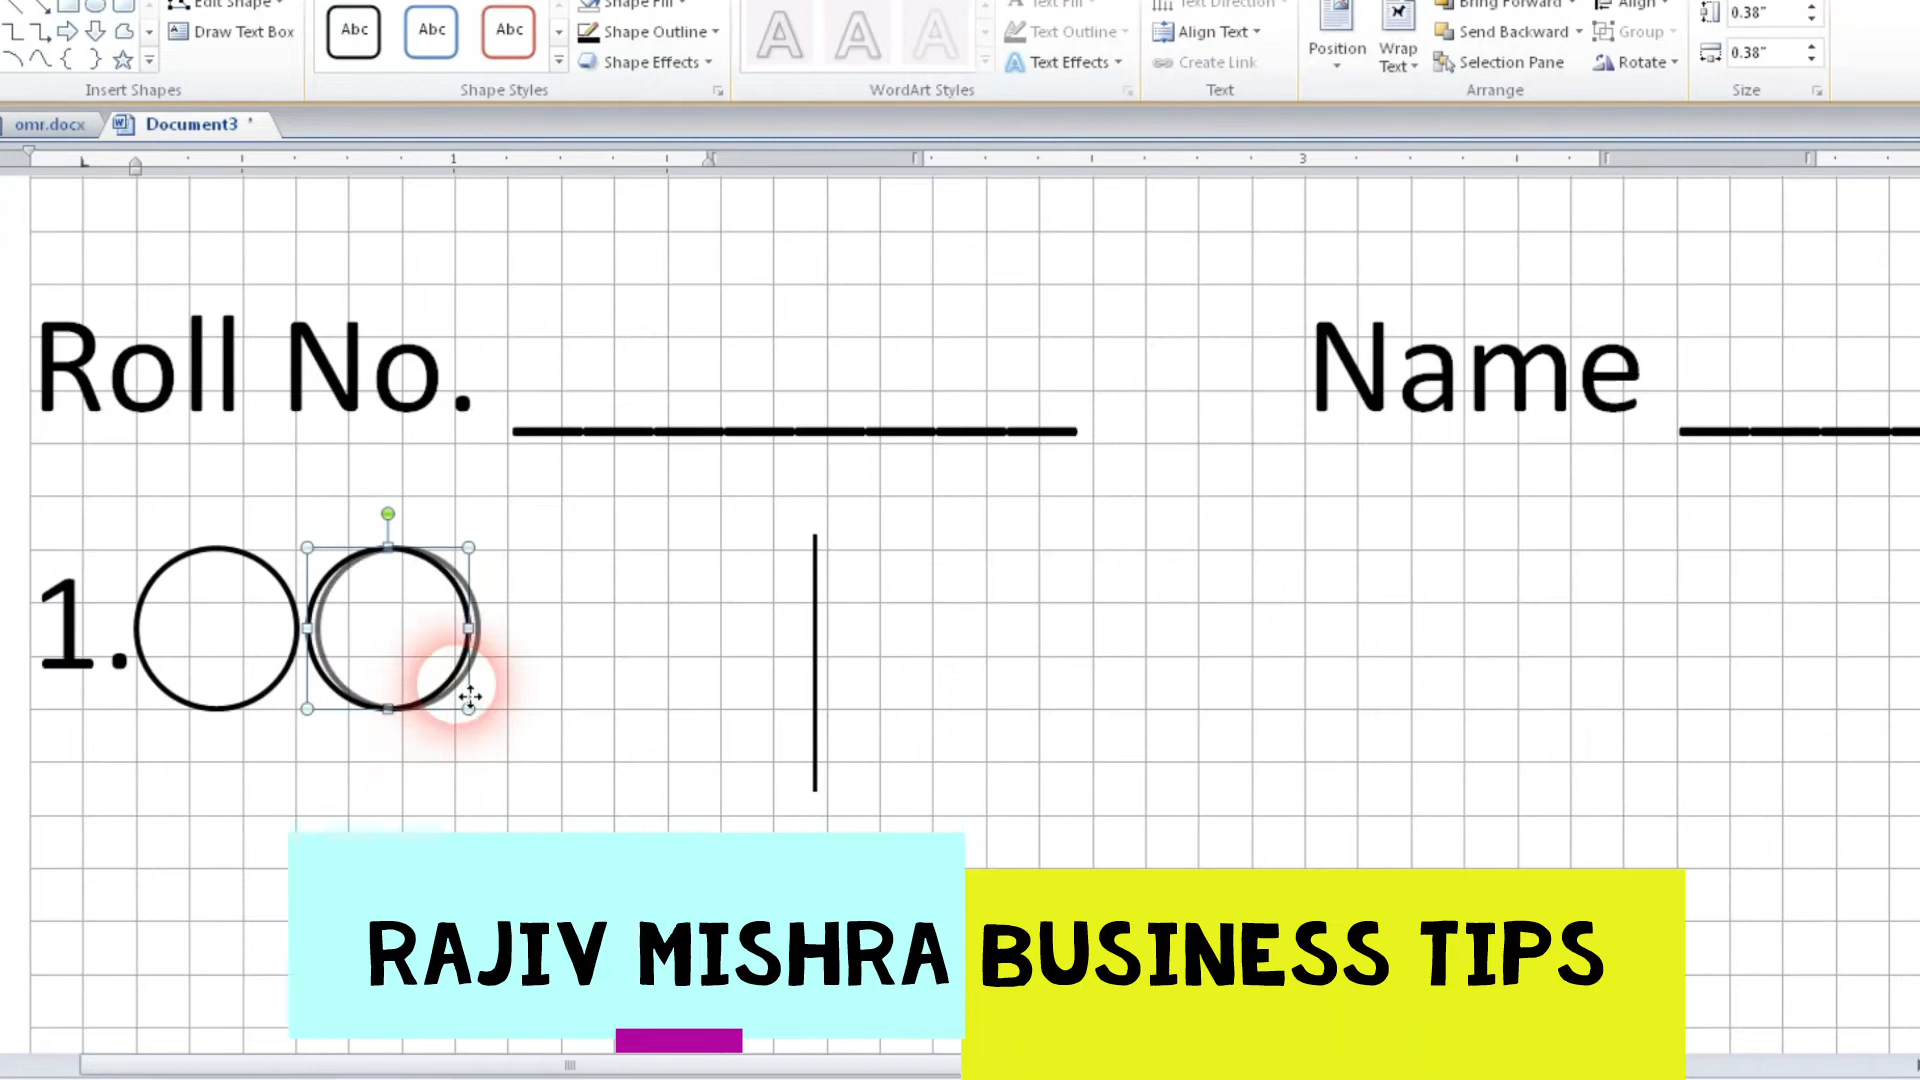 Edit Shape
Shape Fill
Text Fill
Text Direction
Bring Forward
Align
0.38"
Abc
Abc
Abc
Draw Text Box
Shape Outline
A A A
Text Outline
Align Text
Position
Wrap Text
Send Backward
Group
0.38"
Shape Effects
Text Effects
Create Link
Selection Pane
Rotate
Insert Shapes
Shape Styles
WordArt Styles
Text
Arrange
Size
omr.docx
Document3 *
1
3
Roll No. ________
Name ____
1.
RAJIV MISHRA BUSINESS TIPS